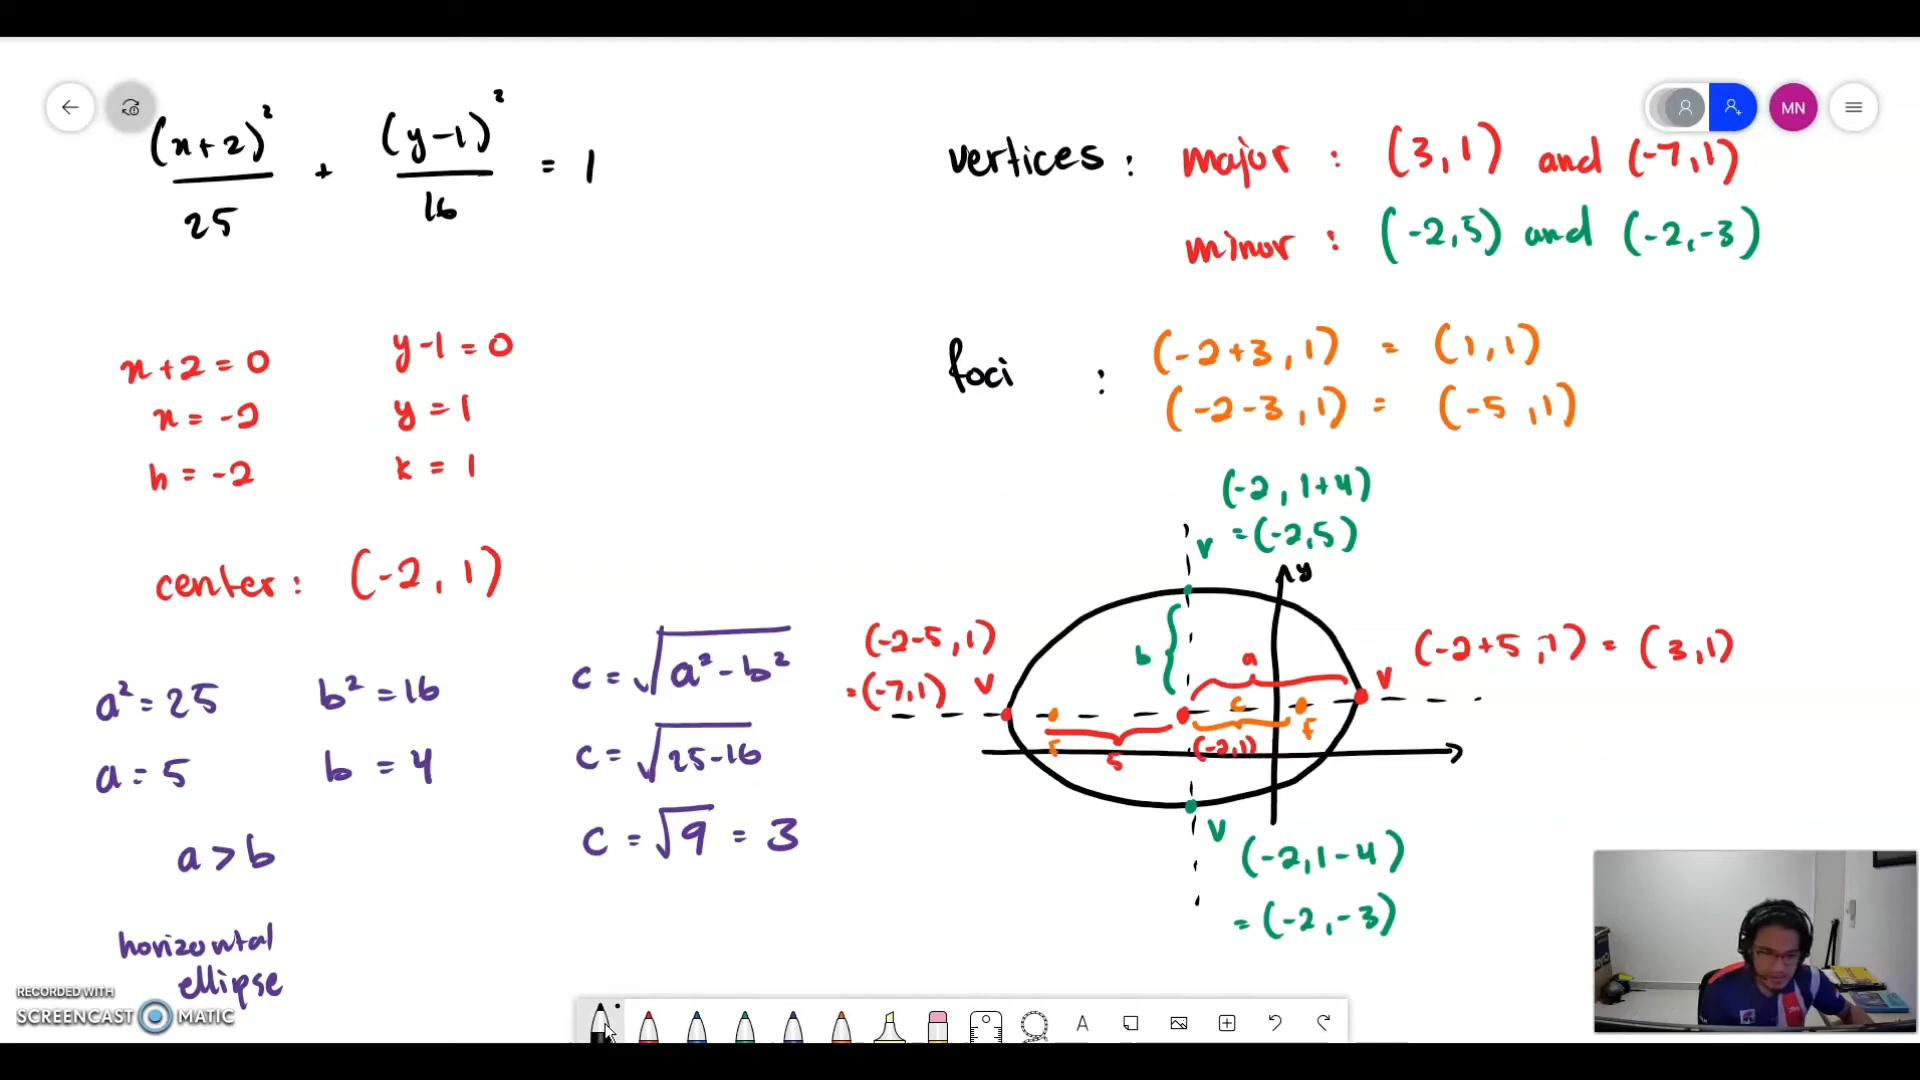 (x+2)²/25 + (y-1)²/16 = 1
x+2=0
x = -2
h = -2
y-1=0
y = 1
k = 1
center: (-2, 1)
a² = 25
a = 5
b² = 16
b = 4
a > b
horizontal
ellipse
c = √(a² - b²)
c = √(25-16)
c = √9 = 3
vertices: major : (3, 1) and (-7,1)
minor : (-2,5) and (-2,-3)
foci : (-2+3, 1) = (1, 1)
(-2-3, 1) = (-5, 1)
(-2, 1+4)
= (-2,5)
V
y
(-2-5, 1)
= (-7,1) V
b
a
c
(-2+5, 1) = (3,1)
V
F
F
5
(-2,1)
V
(-2,1-4)
= (-2,-3)
MN
RECORDED WITH
SCREENCAST MATIC
A